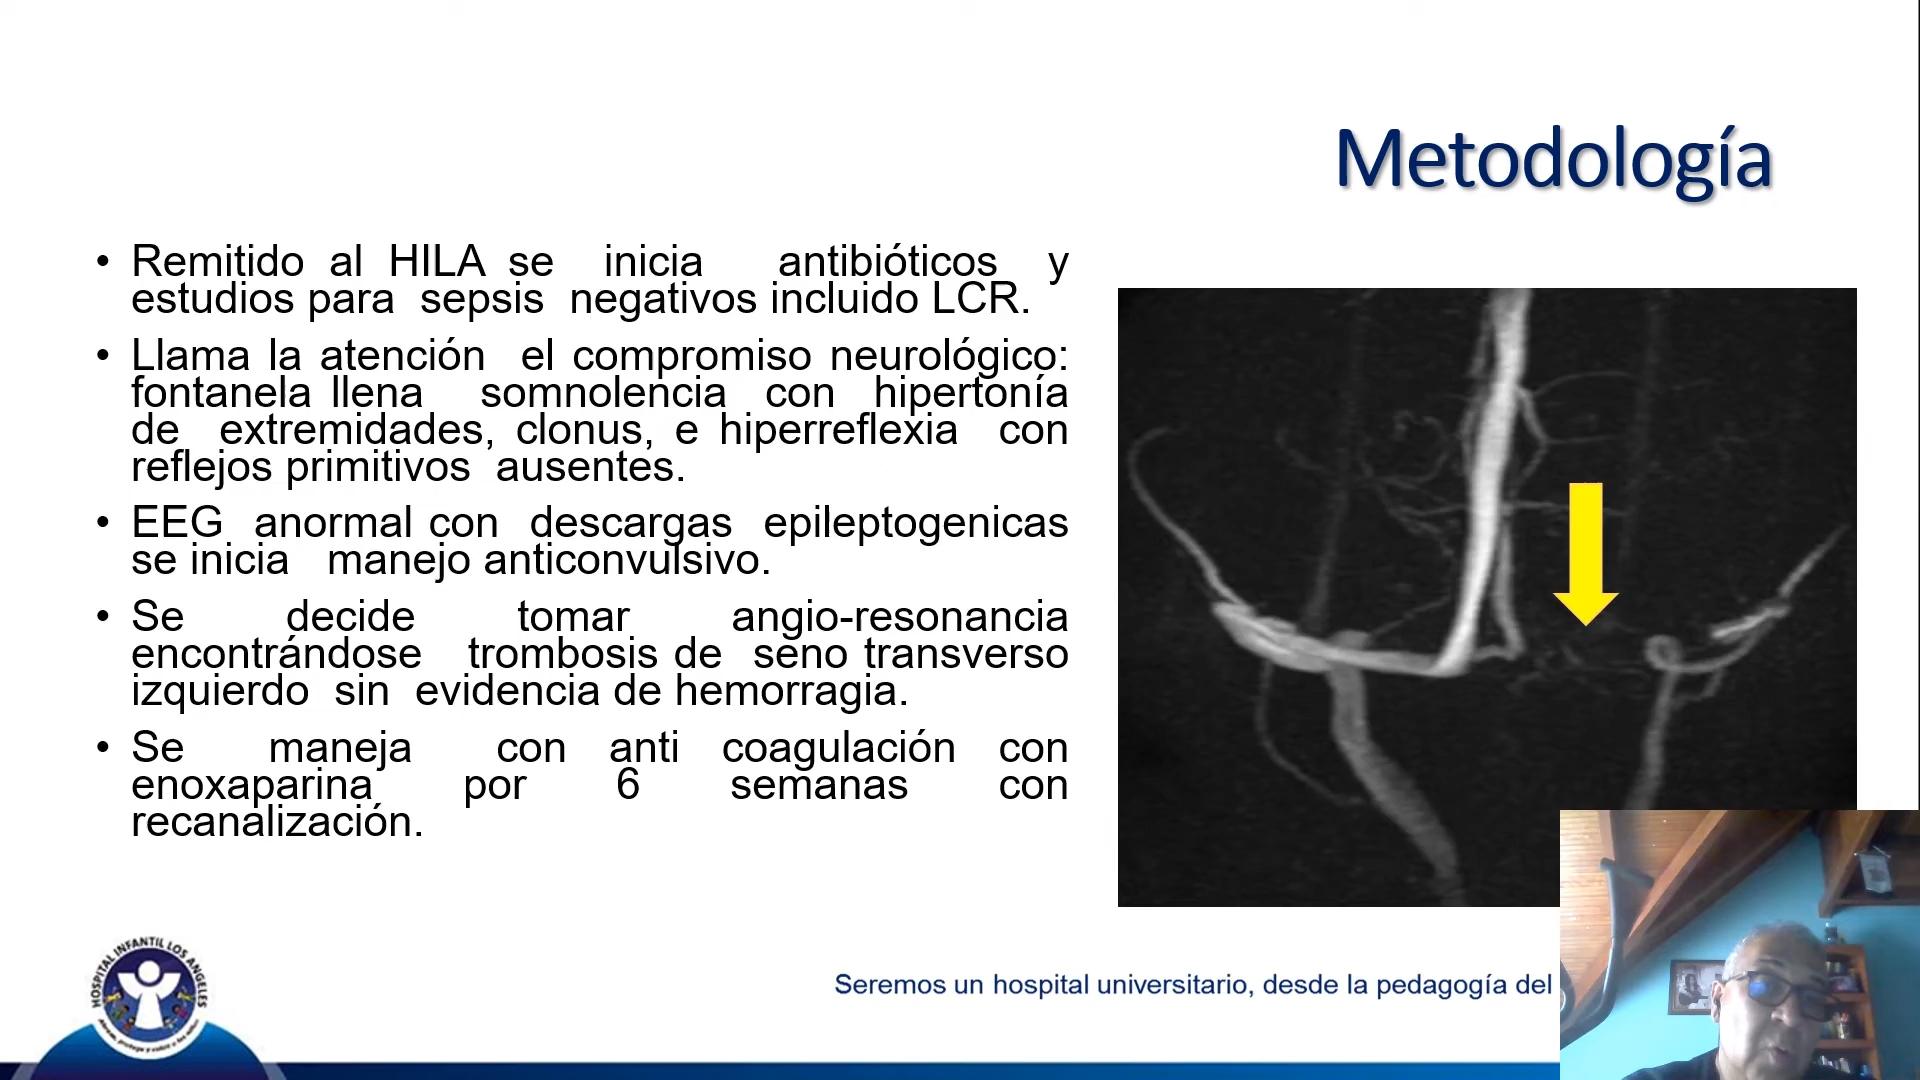 Metodología
• Remitido al HILA se inicia antibióticos y
estudios para sepsis negativos incluido LCR.
• Llama la atención el compromiso neurológico:
fontanela llena somnolencia con hipertonía
de extremidades, clonus, e hiperreflexia con
reflejos primitivos ausentes.
• EEG anormal con descargas epileptogenicas
se inicia manejo anticonvulsivo.
• Se decide tomar angio-resonancia
encontrándose trombosis de seno transverso
izquierdo sin evidencia de hemorragia.
• Se maneja con anti coagulación con
enoxaparina por 6 semanas con
recanalización.
HOSPITAL INFANTIL LOS ANGELES
Seremos un hospital universitario, desde la pedagogía del